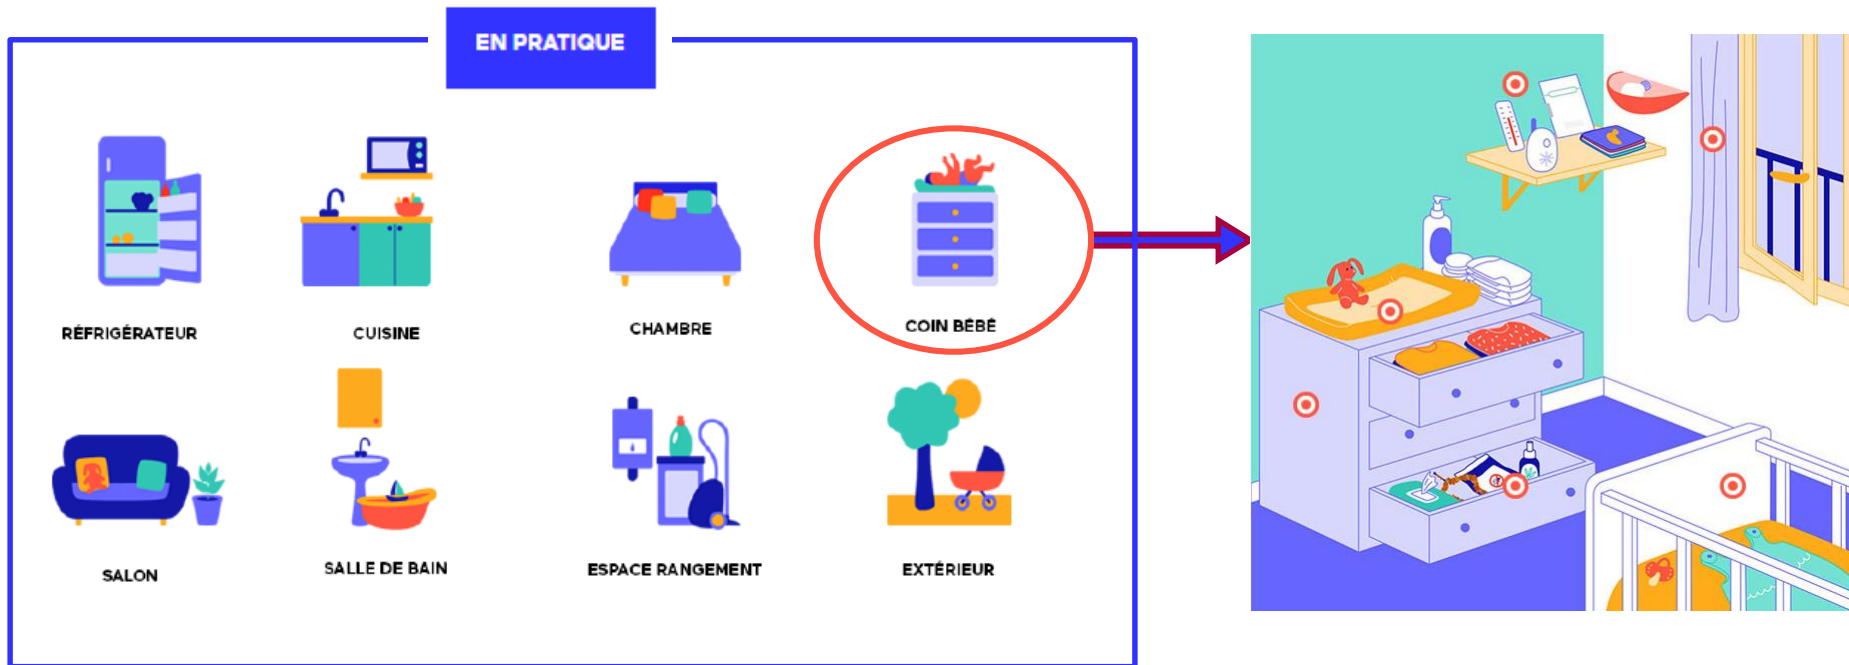 EN PRATIQUE
RÉFRIGÉRATEUR
CUISINE
CHAMBRE
COIN BÉBÉ
SALON
SALLE DE BAIN
ESPACE RANGEMENT
EXTÉRIEUR